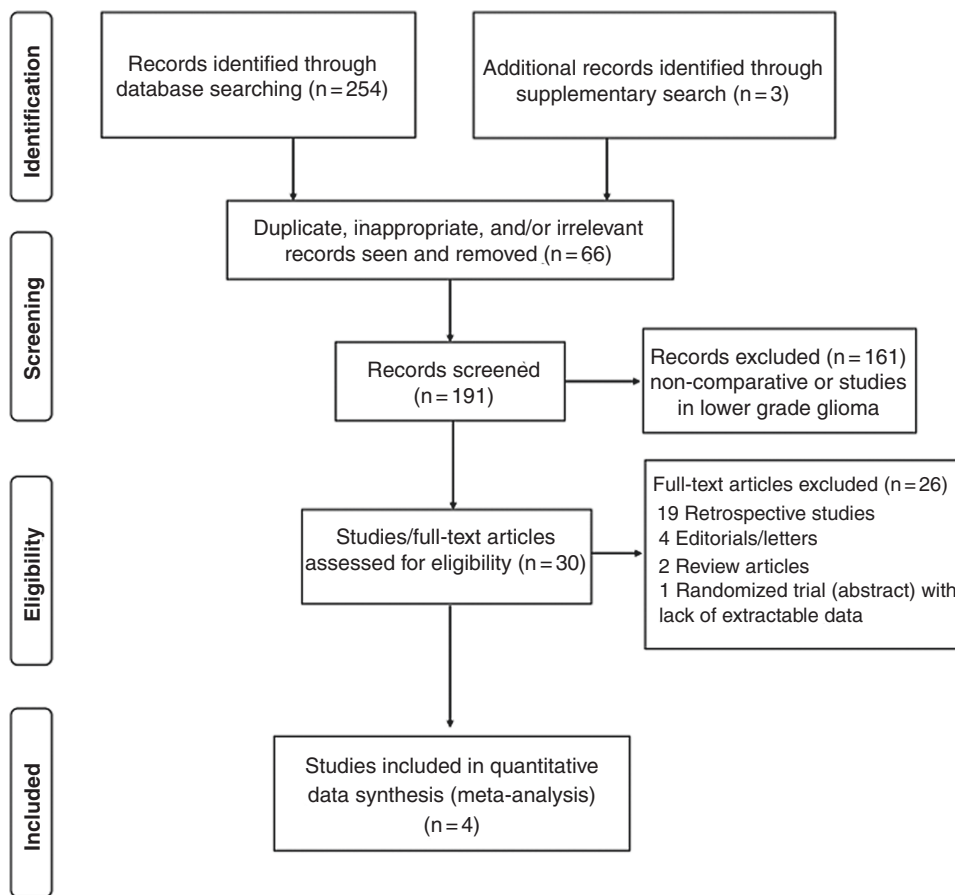 Identification
Records identified through
database searching (n = 254)
Additional records identified through
supplementary search (n = 3)
Duplicate, inappropriate, and/or irrelevant
records seen and removed (n = 66)
Screening
Records screened
(n = 191)
Records excluded (n = 161)
non-comparative or studies
in lower grade glioma
Eligibility
Studies/full-text articles
assessed for eligibility (n = 30)
Full-text articles excluded (n = 26)
19 Retrospective studies
4 Editorials/letters
2 Review articles
1 Randomized trial (abstract) with
lack of extractable data
Included
Studies included in quantitative
data synthesis (meta-analysis)
(n = 4)